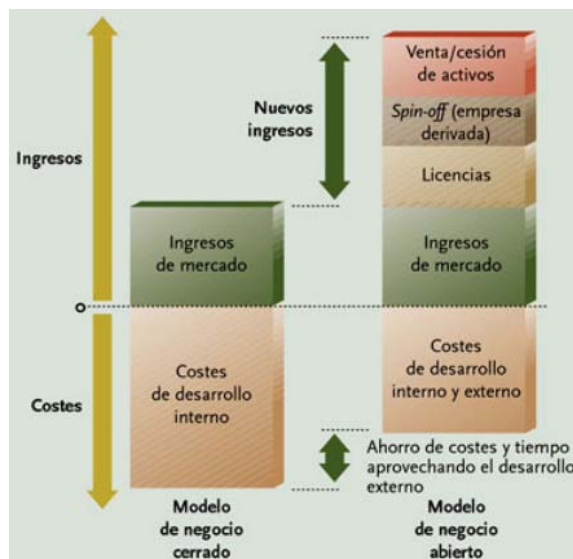 Venta/cesión
de activos
Nuevos
ingresos
Spin-off (empresa
derivada)
Ingresos
Licencias
Ingresos
de mercado
Ingresos
de mercado
Costes
Costes
de desarrollo
interno
Costes
de desarrollo
interno y externo
Ahorro de costes y tiempo
aprovechando el desarrollo
externo
Modelo
de negocio
cerrado
Modelo
de negocio
abierto